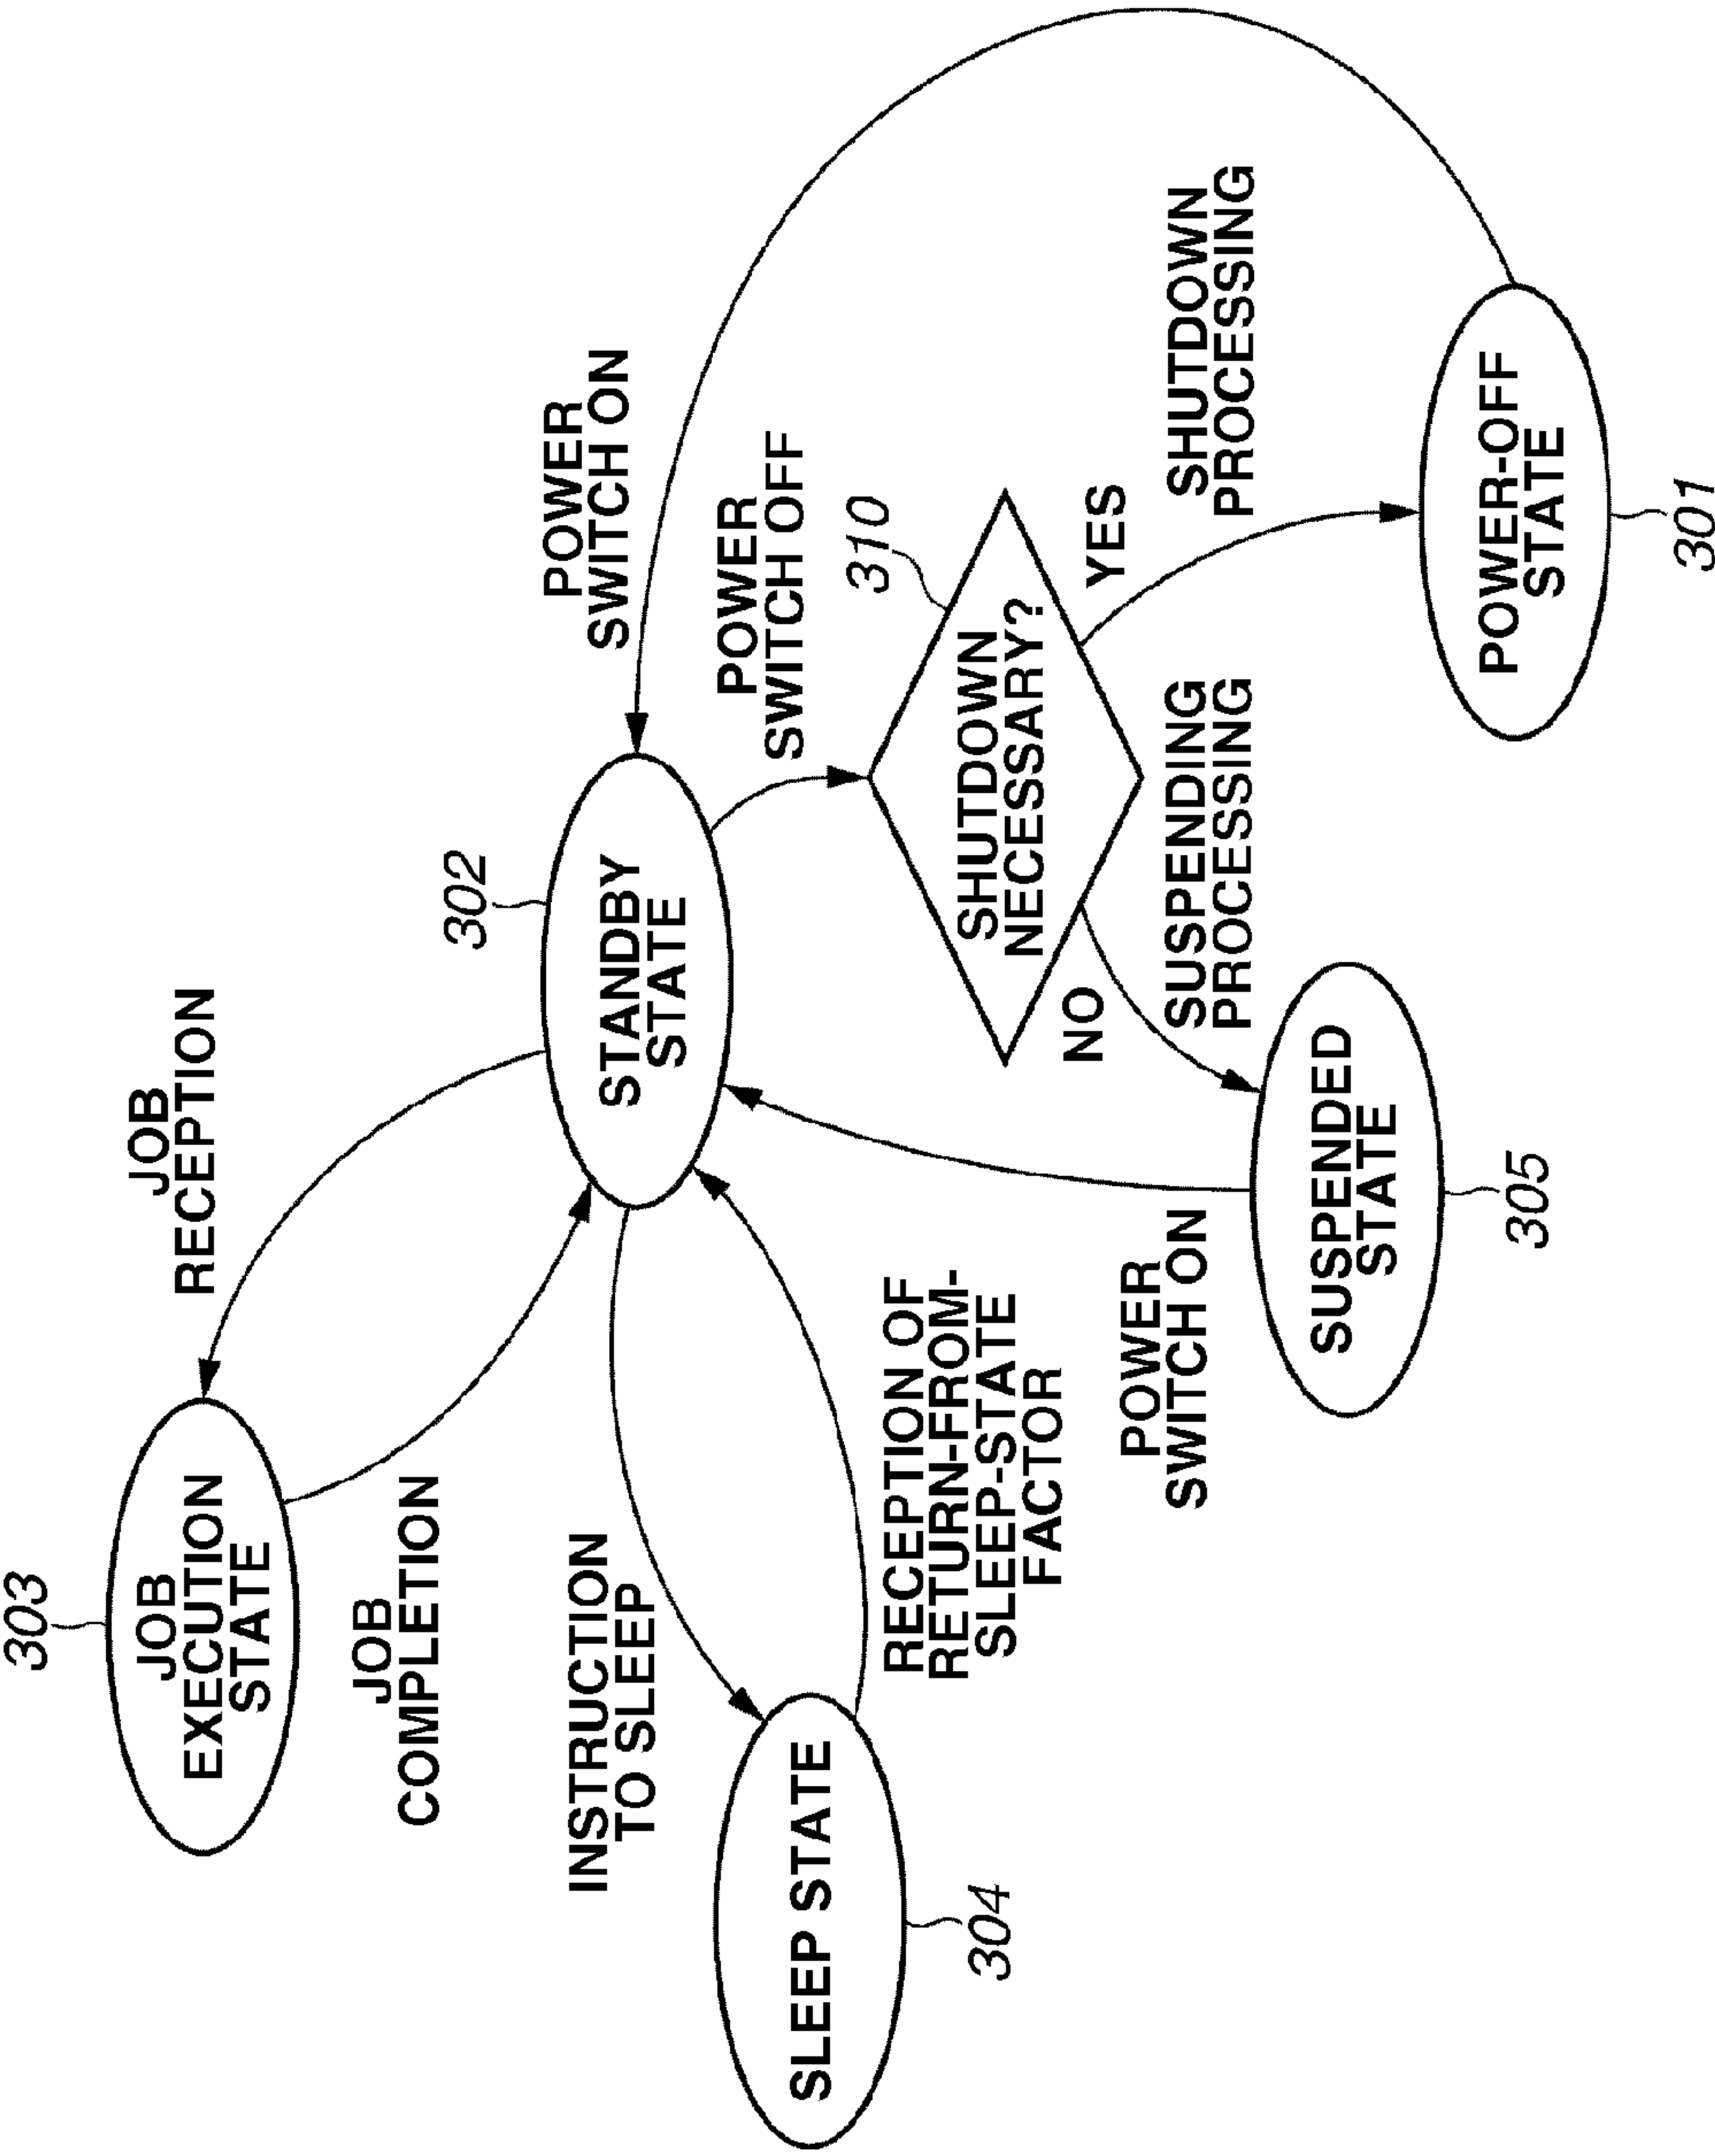 303
JOB
EXECUTION
STATE
JOB
RECEPTION
JOB
COMPLETION
302
STANDBY
STATE
POWER
SWITCH ON
INSTRUCTION
TO SLEEP
POWER
SWITCH OFF
SLEEP STATE
304
RECEPTION OF
RETURN-FROM-
SLEEP-STATE
FACTOR
310
SHUTDOWN
NECESSARY?
NO
YES
POWER
SWITCH ON
SUSPENDING
PROCESSING
SHUTDOWN
PROCESSING
SUSPENDED
STATE
305
POWER-OFF
STATE
301